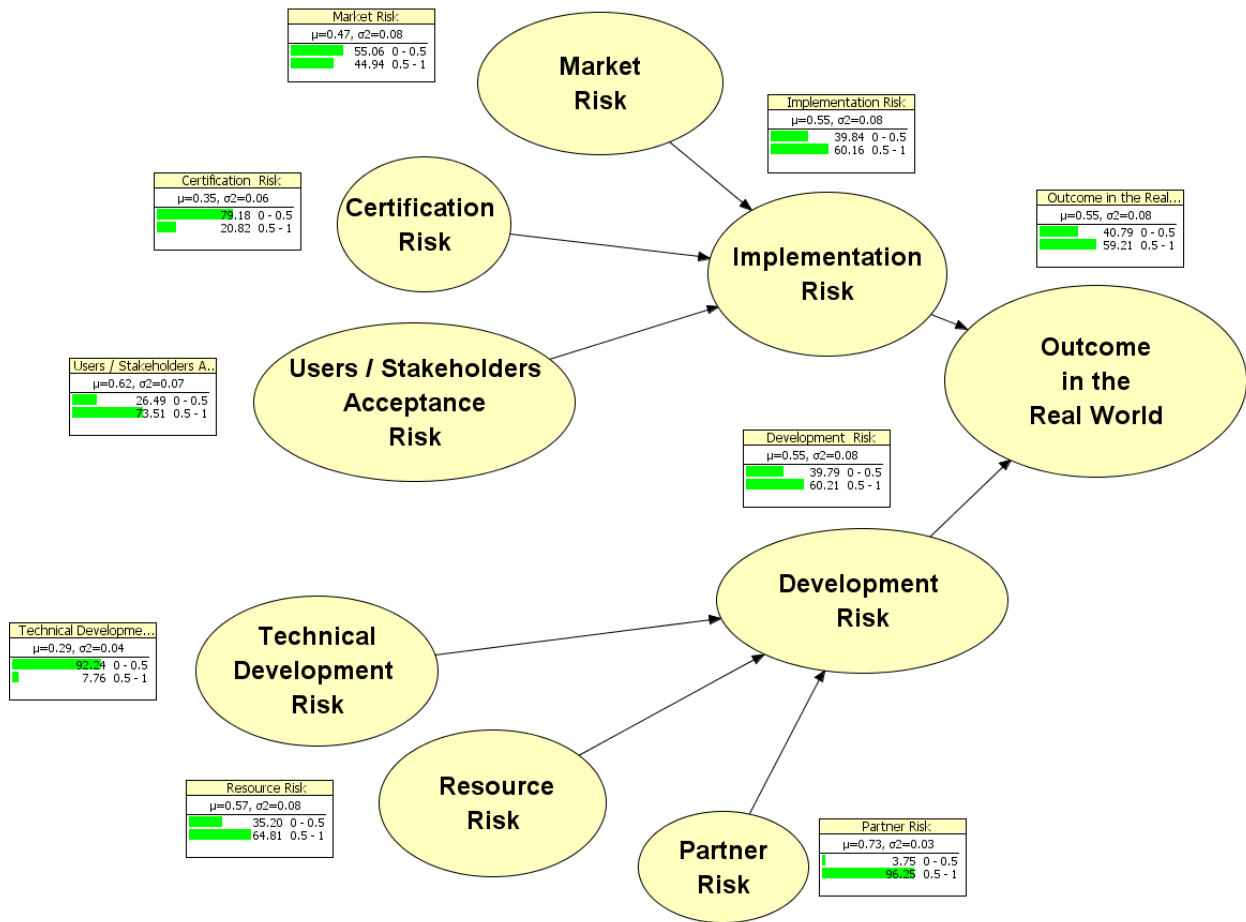 Market Risk
μ=0.47, σ2=0.08
55.06 0 - 0.5
44.94 0.5 - 1
Market
Risk
Implementation Risk
μ=0.55, σ2=0.08
39.84 0 - 0.5
60.16 0.5 - 1
Certification Risk
μ=0.35, σ2=0.06
79.18 0 - 0.5
20.82 0.5 - 1
Certification
Risk
Implementation
Risk
Outcome in the Real...
μ=0.55, σ2=0.08
40.79 0 - 0.5
59.21 0.5 - 1
Users / Stakeholders A...
μ=0.62, σ2=0.07
26.49 0 - 0.5
73.51 0.5 - 1
Users / Stakeholders
Acceptance
Risk
Outcome
in the
Real World
Development Risk
μ=0.55, σ2=0.08
39.79 0 - 0.5
60.21 0.5 - 1
Development
Risk
Technical Developme...
μ=0.29, σ2=0.04
92.24 0 - 0.5
7.76 0.5 - 1
Technical
Development
Risk
Resource Risk
μ=0.57, σ2=0.08
35.20 0 - 0.5
64.81 0.5 - 1
Resource
Risk
Partner
Risk
Partner Risk
μ=0.73, σ2=0.03
3.75 0 - 0.5
96.25 0.5 - 1